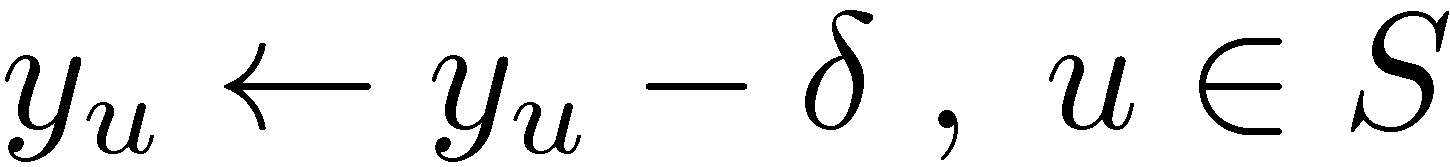 y_u ← y_u − δ , u ∈ S